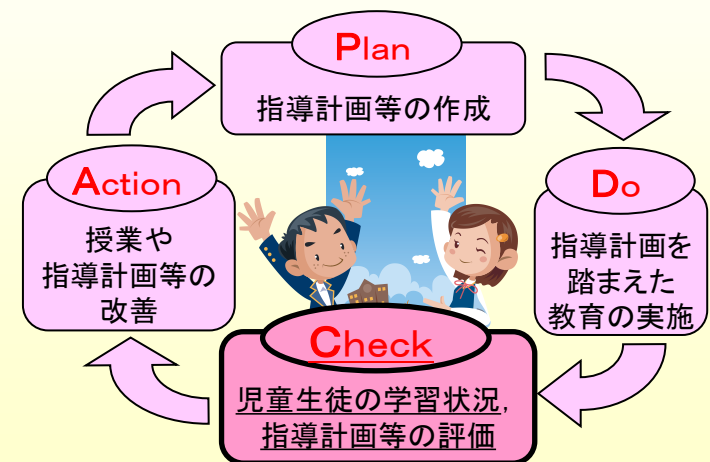 Plan
指導計画等の作成
Do
指導計画を
踏まえた
教育の実施
Check
児童生徒の学習状況，
指導計画等の評価
Action
授業や
指導計画等の
改善